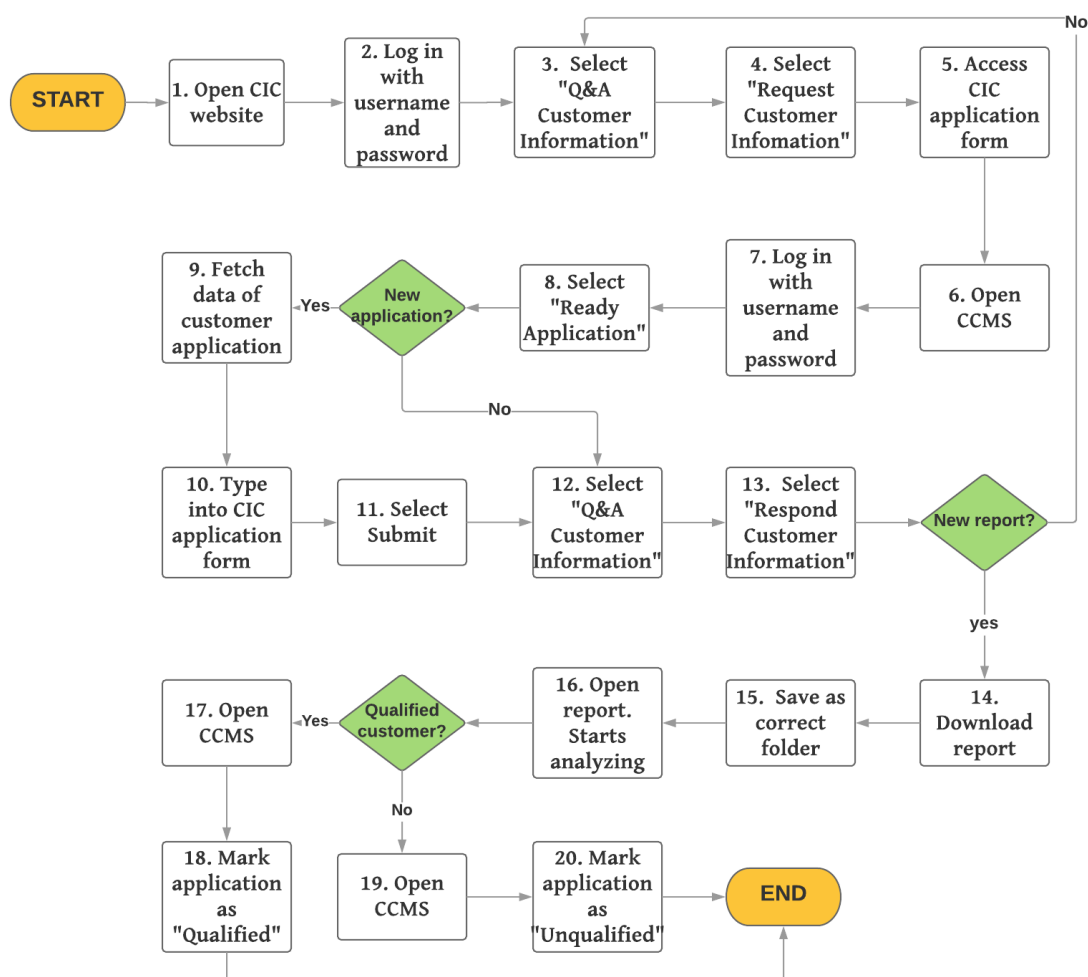 No
START
1. Open CIC
website
2. Log in
with
username
and
password
3. Select
"Q&A
Customer
Information"
4. Select
"Request
Customer
Infomation"
5. Access
CIC
application
form
6. Open
CCMS
7. Log in
with
username
and
password
8. Select
"Ready
Application"
New
application?
Yes
No
9. Fetch
data of
customer
application
10. Type
into CIC
application
form
11. Select
Submit
12. Select
"Q&A
Customer
Information"
13. Select
"Respond
Customer
Information"
New report?
yes
14.
Download
report
15. Save as
correct
folder
16. Open
report.
Starts
analyzing
Qualified
customer?
Yes
No
17. Open
CCMS
18. Mark
application
as
"Qualified"
19. Open
CCMS
20. Mark
application
as
"Unqualified"
END